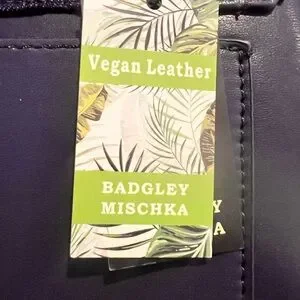 Vegan Leather
BADGLEY
MISCHKA
Y
A